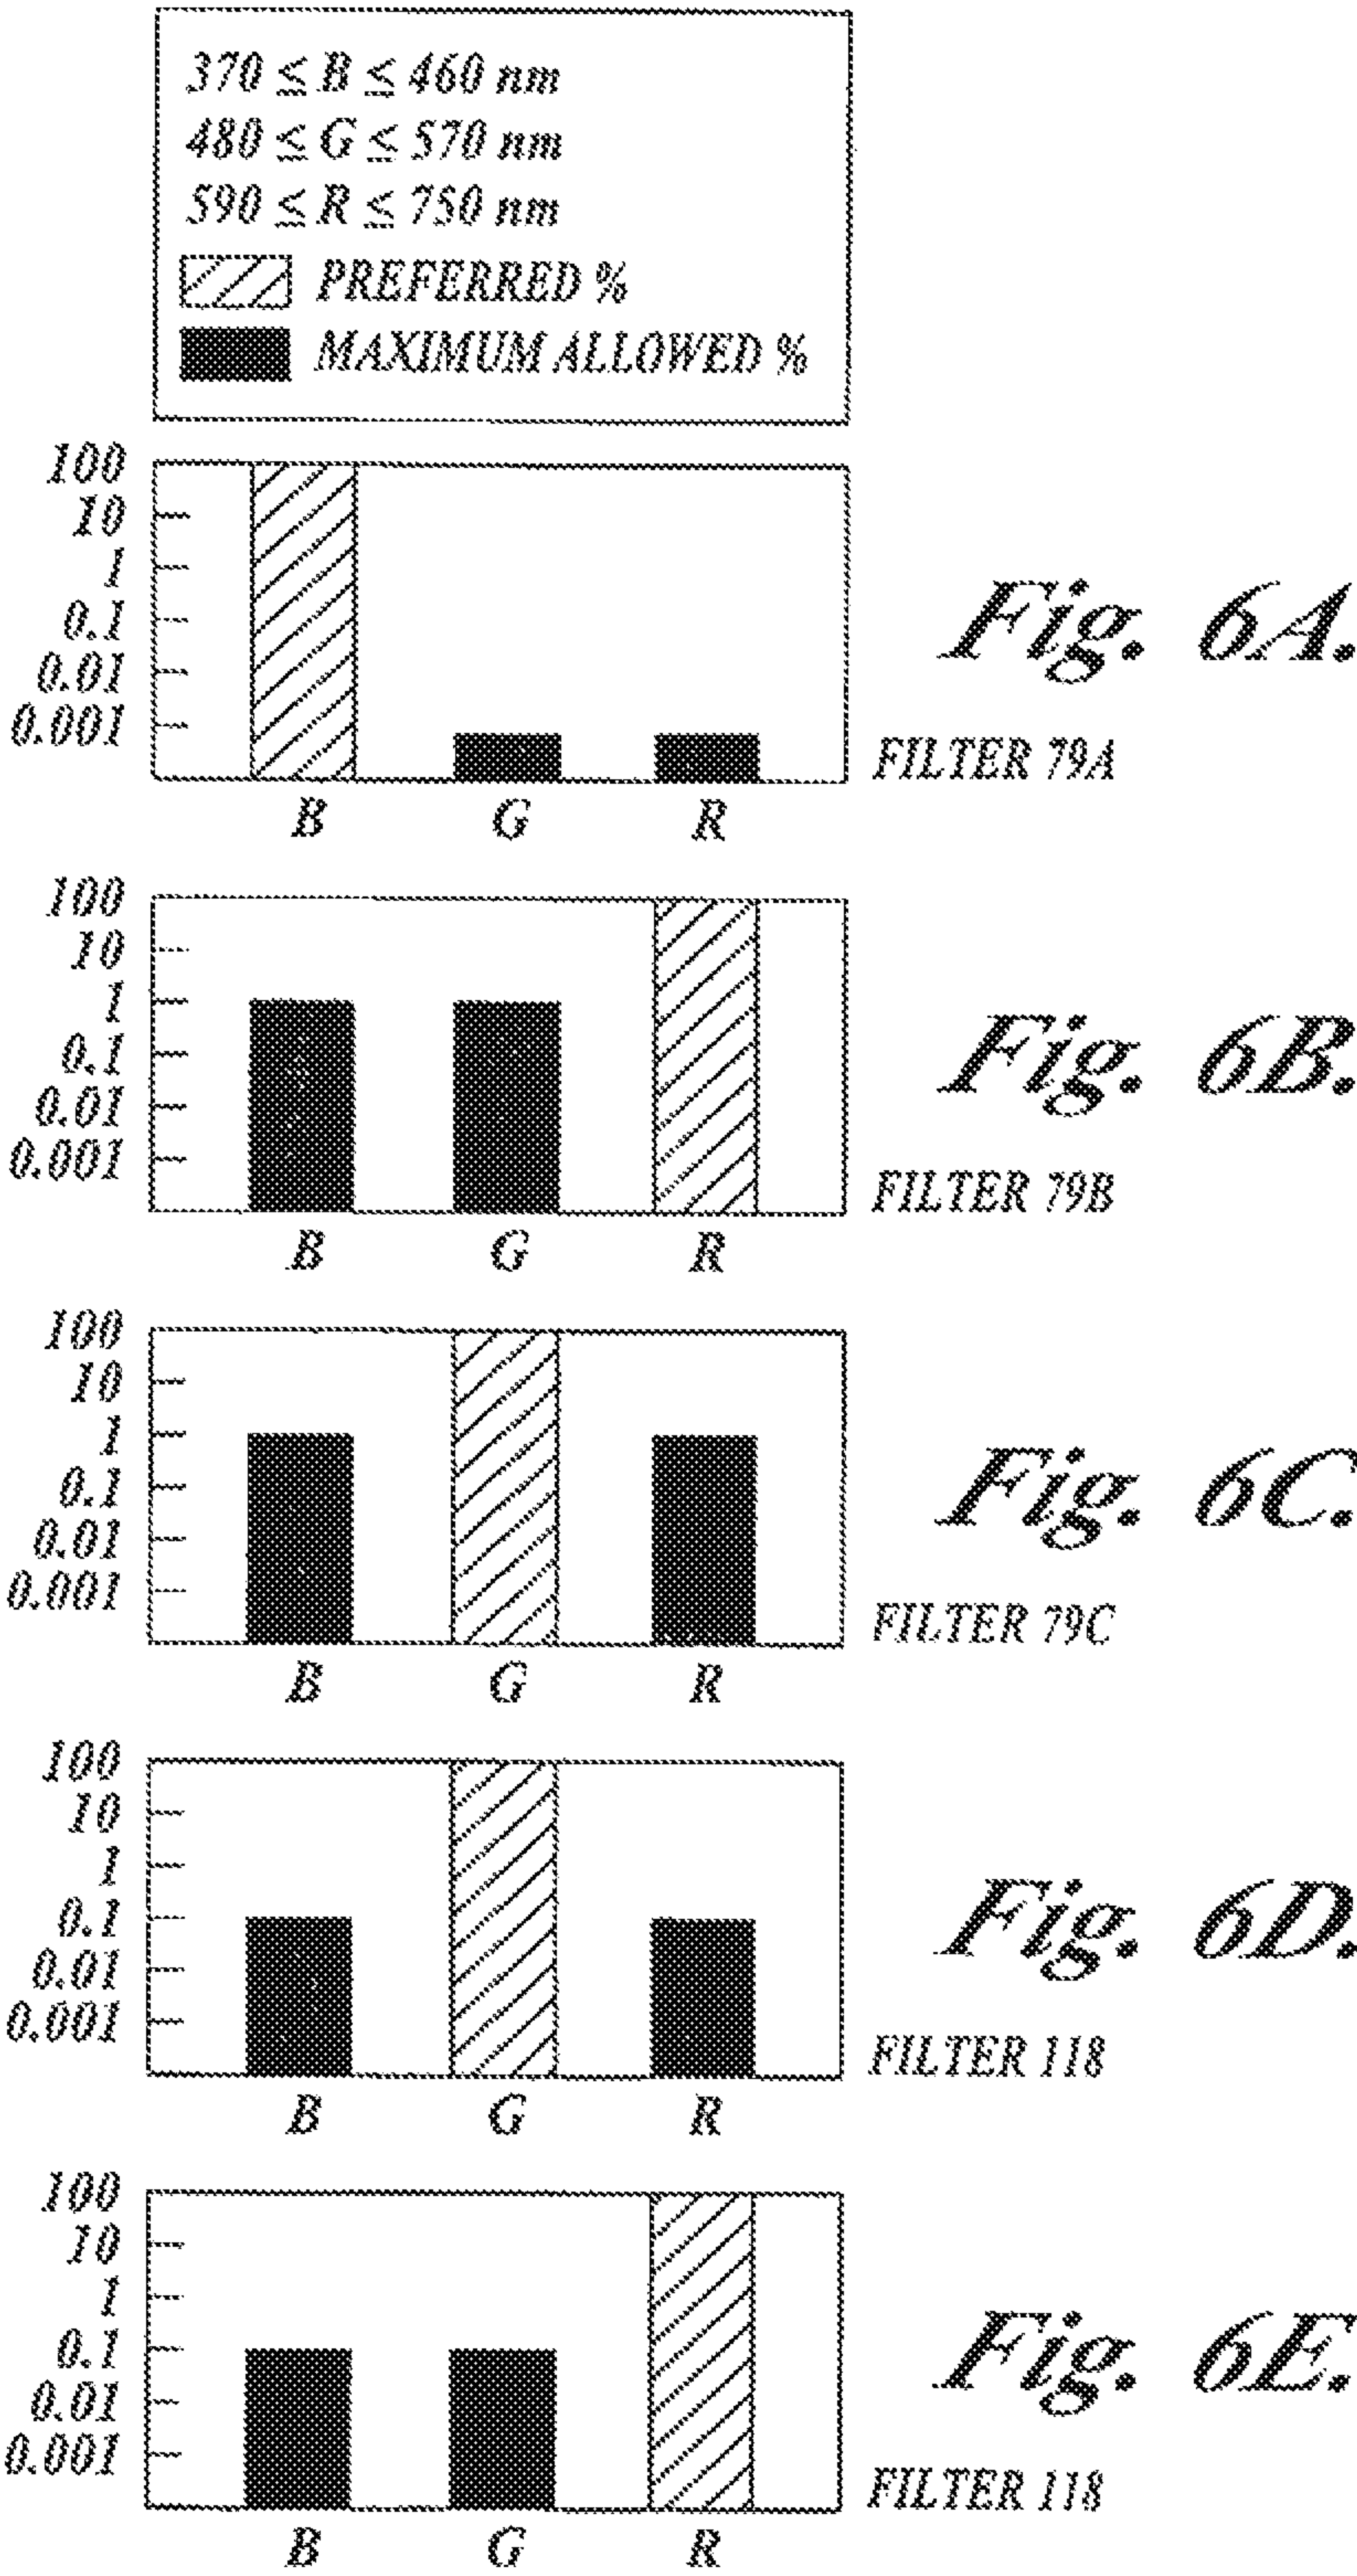 370 ≤ B ≤ 460 nm
480 ≤ G ≤ 570 nm
590 ≤ R ≤ 750 nm
PREFERRED %
MAXIMUM ALLOWED %
100
10
1
0.1
0.01
0.001
B G R
FILTER 79A
Fig. 6A.
100
10
1
0.1
0.01
0.001
B G R
FILTER 79B
Fig. 6B.
100
10
1
0.1
0.01
0.001
B G R
FILTER 79C
Fig. 6C.
100
10
1
0.1
0.01
0.001
B G R
FILTER 118
Fig. 6D.
100
10
1
0.1
0.01
0.001
B G R
FILTER 118
Fig. 6E.